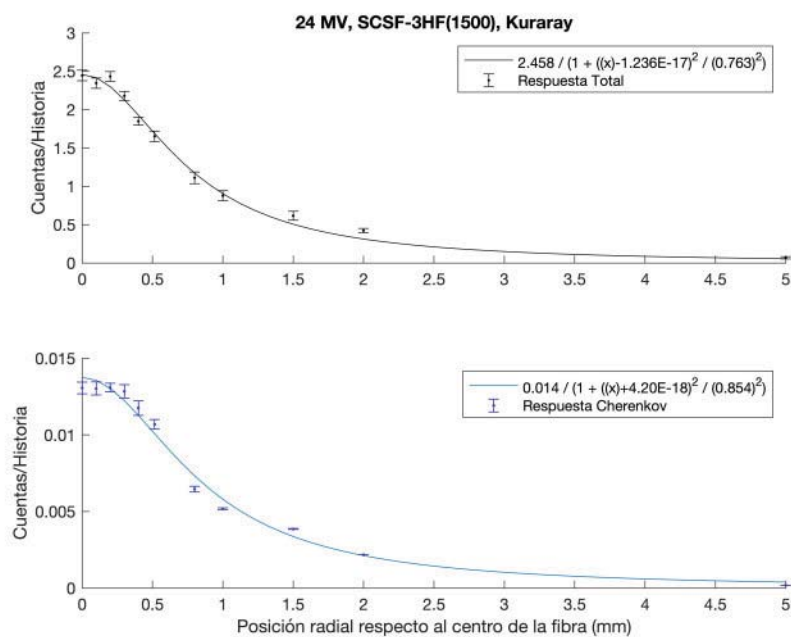 24 MV, SCSF-3HF(1500), Kuraray
3
2.5
2
1.5
1
0.5
0
Cuentas/Historia
2.458 / (1 + ((x)-1.236E-17)² / (0.763)²)
Respuesta Total
0 0.5 1 1.5 2 2.5 3 3.5 4 4.5 5
0.015
0.01
0.005
0
Cuentas/Historia
0.014 / (1 + ((x)+4.20E-18)² / (0.854)²)
Respuesta Cherenkov
0 0.5 1 1.5 2 2.5 3 3.5 4 4.5 5
Posición radial respecto al centro de la fibra (mm)